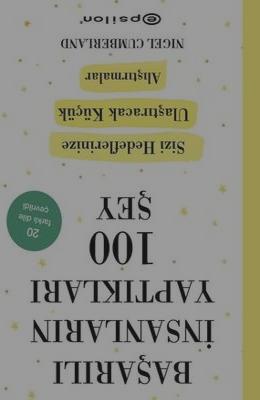 BAŞARILI
İNSANLARIN
YAPTIKLARI
100
ŞEY
20
farklı dile
çevrildi
Sizi Hedeflerinize
Ulaştıracak Küçük
Alıştırmalar
NIGEL CUMBERLAND
epsilon